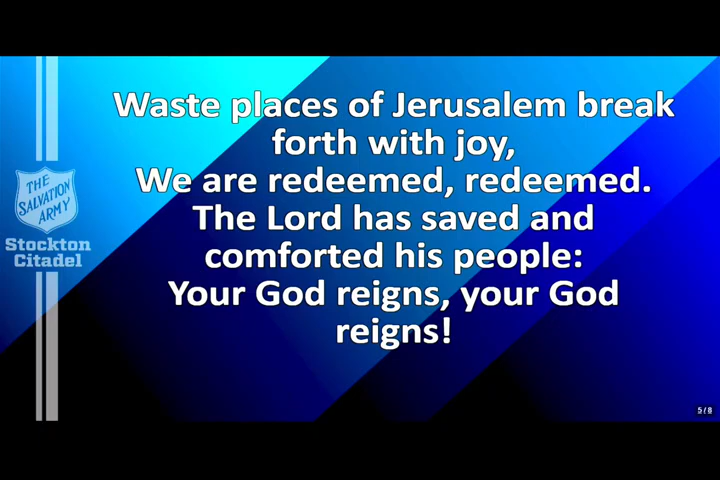 Waste places of Jerusalem break
forth with joy,
We are redeemed, redeemed.
The Lord has saved and
comforted his people:
Your God reigns, your God
reigns!
THE
SALVATION
ARMY
Stockton
Citadel
5/8